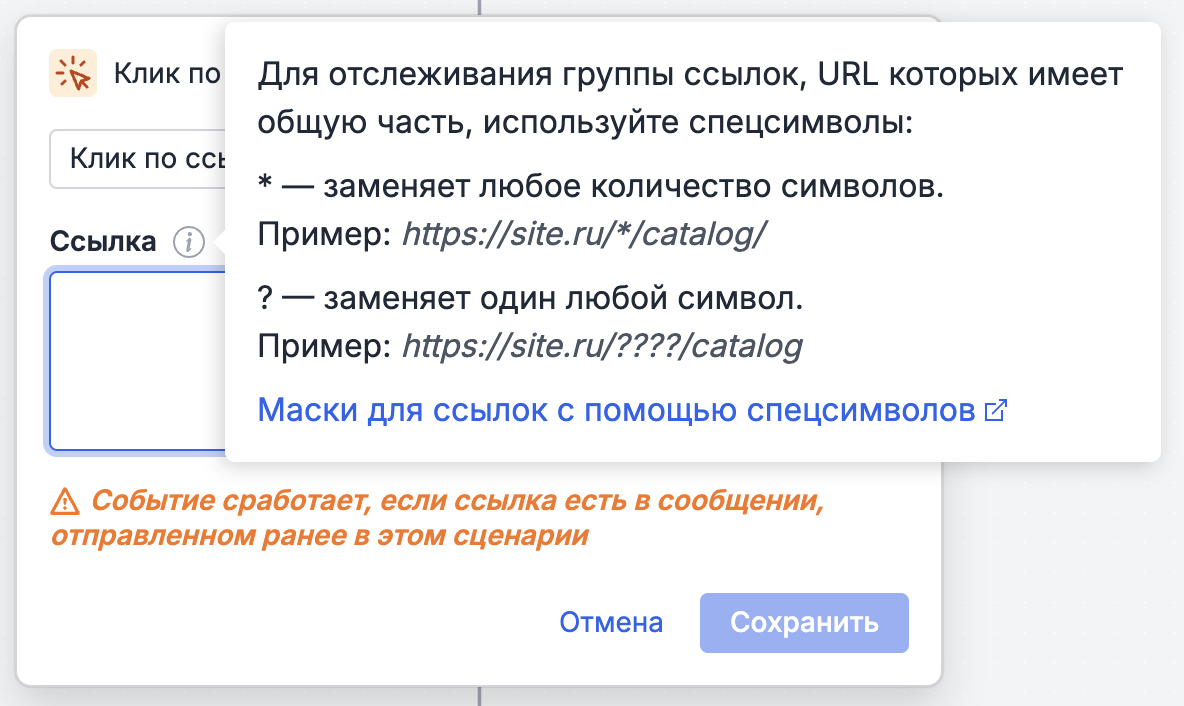 Клик по
Для отслеживания группы ссылок, URL которых имеет
общую часть, используйте спецсимволы:
* — заменяет любое количество символов.
Пример: https://site.ru/*/catalog/
? — заменяет один любой символ.
Пример: https://site.ru/????/catalog
Маски для ссылок с помощью спецсимволов
Клик по ссы
Ссылка
Событие сработает, если ссылка есть в сообщении,
отправленном ранее в этом сценарии
Отмена
Сохранить